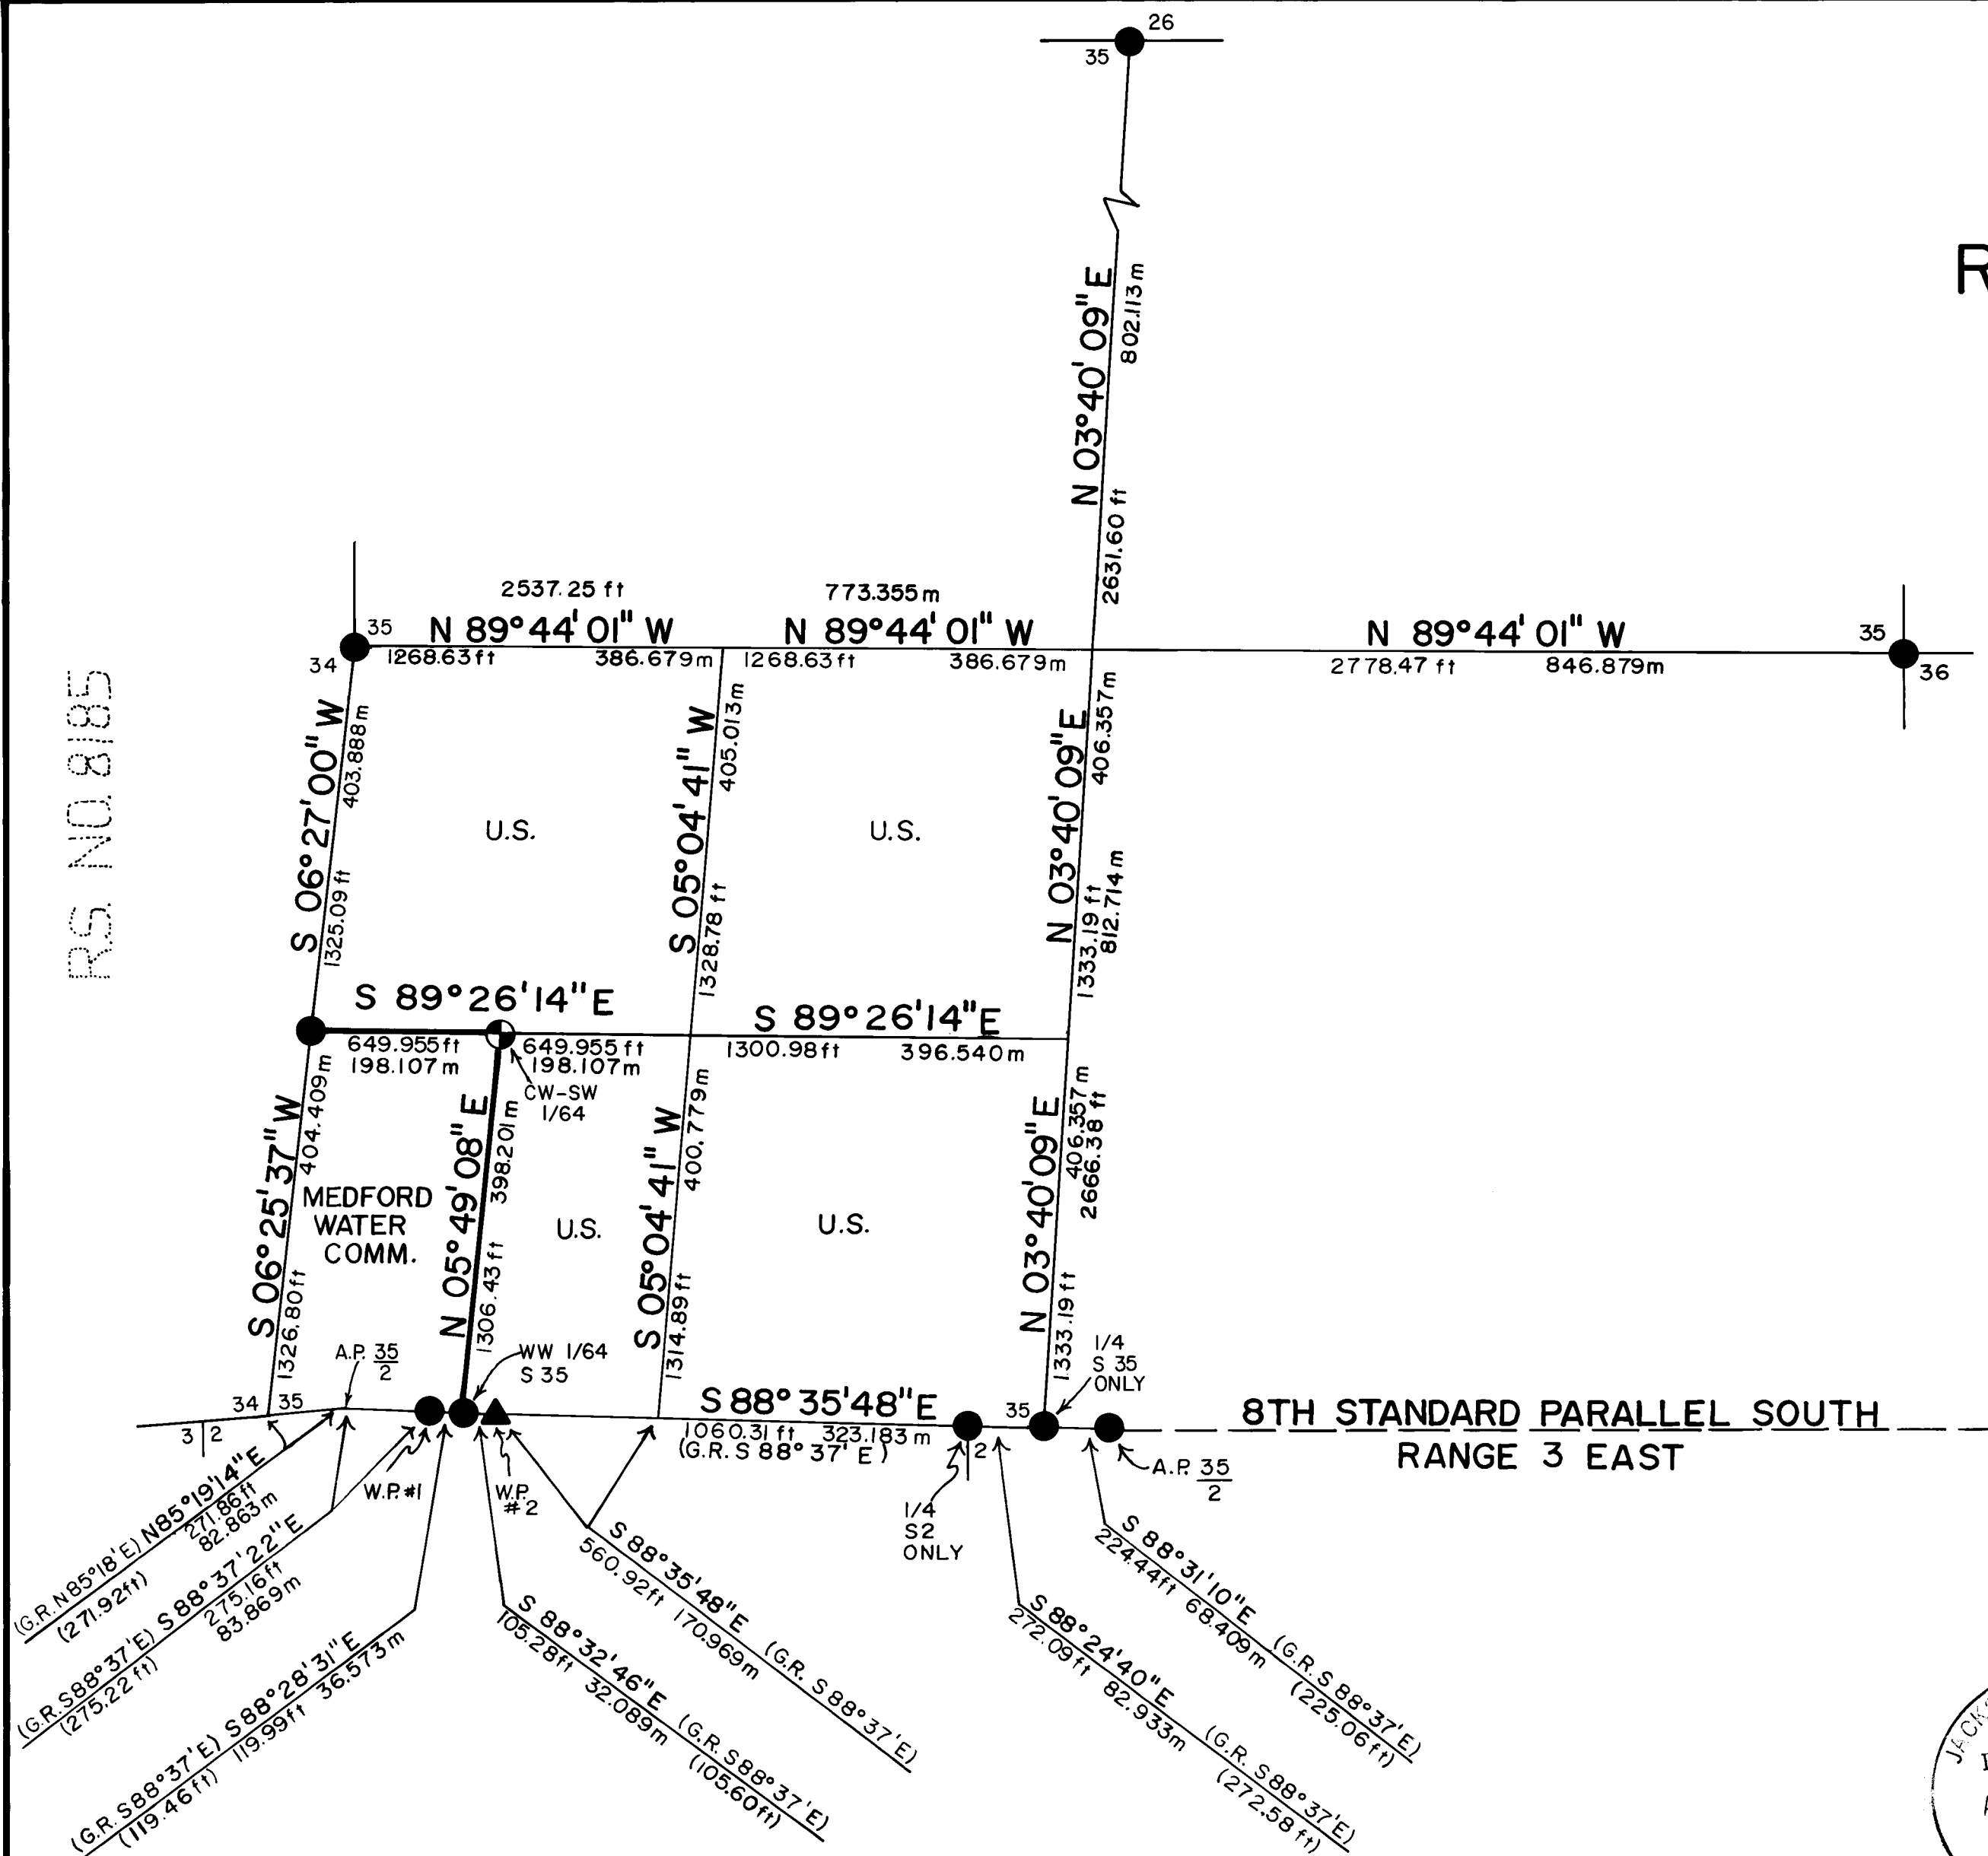 26
35
R
N 03°40'09" E
802.113 m
2631.60 ft
2537.25 ft
773.355 m
35
N 89°44'01" W
N 89°44'01" W
N 89°44'01" W
35
34
1268.63 ft
386.679 m
1268.63 ft
386.679 m
2778.47 ft
846.879 m
36
R.S. NO. 8185
S 06°27'00" W
403.888 m
1325.09 ft
S 05°04'41" W
405.013 m
1328.78 ft
N 03°40'09" E
406.357 m
1333.19 ft
812.714 m
U.S.
U.S.
S 89°26'14" E
S 89°26'14" E
649.955 ft
198.107 m
649.955 ft
198.107 m
1300.98 ft
396.540 m
CW-SW
1/64
S 06°25'37" W
404.409 m
1326.80 ft
MEDFORD
WATER
COMM.
N 05°49'08" E
398.201 m
1306.43 ft
U.S.
S 05°04'41" W
400.779 m
1314.89 ft
U.S.
N 03°40'09" E
406.357 m
2666.38 ft
1333.19 ft
A.P. 35
2
WW 1/64
S 35
1/4
S 35
ONLY
34
35
3
2
S 88°35'48" E
1060.31 ft
323.183 m
(G.R. S 88°37' E)
35
2
8TH STANDARD PARALLEL SOUTH
RANGE 3 EAST
A.P. 35
2
W.P. #1
W.P.
#2
1/4
S2
ONLY
(G.R. N85°18'E) N85°19'14" E
271.86 ft
82.863 m
(271.92 ft)
(G.R. S88°37'E) S88°37'22" E
275.16 ft
83.869 m
(275.22 ft)
(G.R. S88°37'E) S88°28'31" E
119.99 ft 36.573 m
(119.46 ft)
S 88°32'46" E (G.R. S88°37'E)
105.28 ft 32.089 m (105.60 ft)
S 88°35'48" E (G.R. S88°37'E)
560.92 ft 170.969 m
S 88°24'40" E (G.R. S88°37'E)
272.09 ft 82.933 m (272.58 ft)
S 88°31'10" E (G.R. S88°37'E)
224.44 ft 68.409 m (225.06 ft)
JACKS